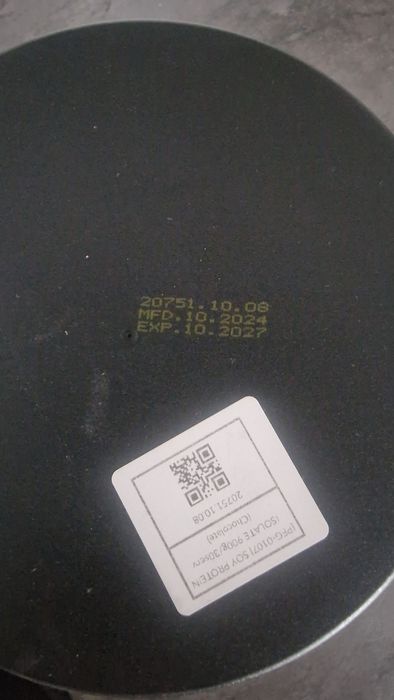 20751.10.08
MFD.10.2024
EXP.10.2027
[PFG-0107] SOY PROTEIN
ISOLATE 900g/30serv
(Chocolate)
20751.10.08